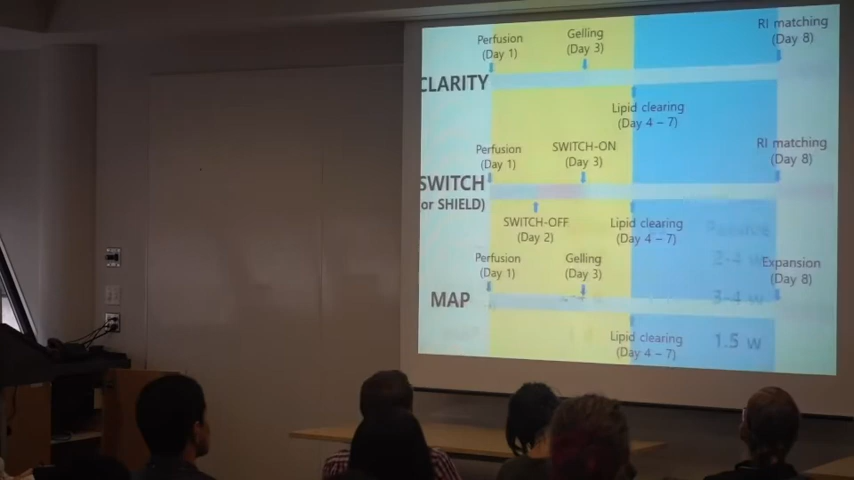 Perfusion
(Day 1)
Gelling
(Day 3)
RI matching
(Day 8)
CLARITY
Lipid clearing
(Day 4 – 7)
Perfusion
(Day 1)
SWITCH-ON
(Day 3)
RI matching
(Day 8)
SWITCH
or SHIELD)
SWITCH-OFF
(Day 2)
Lipid clearing
(Day 4 – 7)
Passive
2-4 w
Perfusion
(Day 1)
Gelling
(Day 3)
Expansion
(Day 8)
MAP
3-4 w
Lipid clearing
(Day 4 – 7)
1.5 w